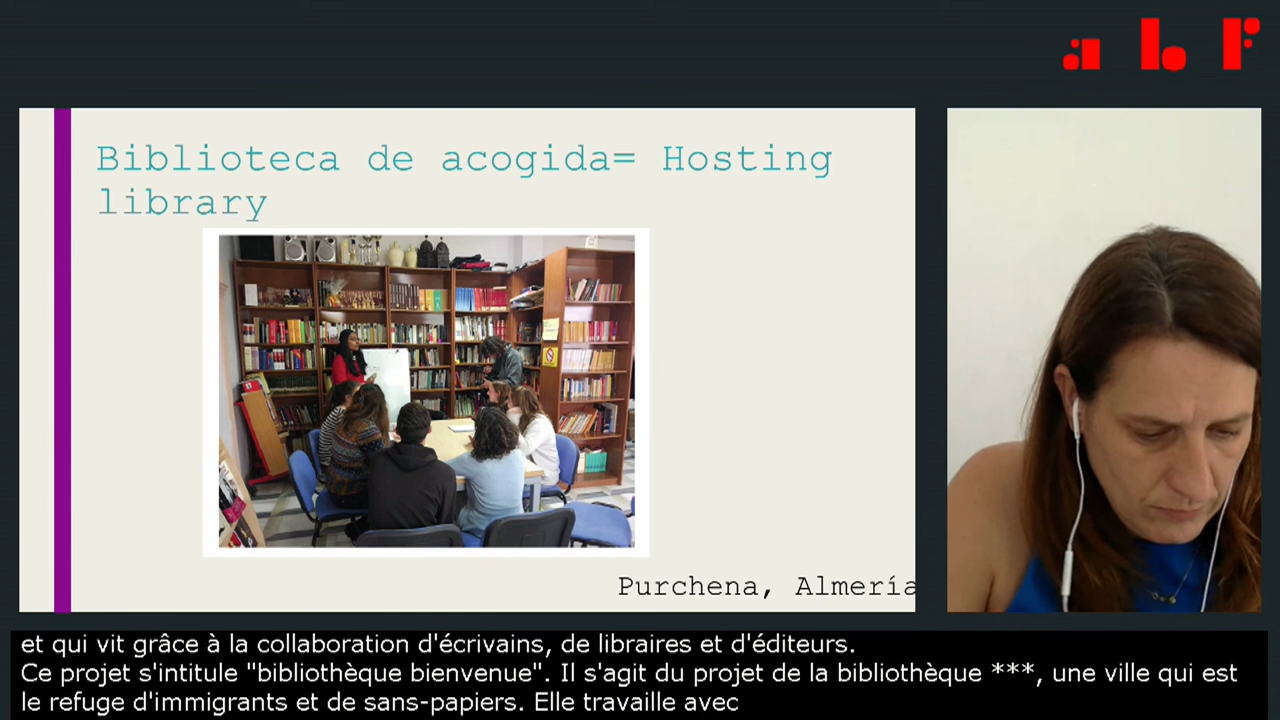 abf
Biblioteca de acogida= Hosting
library
Purchena, Almería
et qui vit grâce à la collaboration d'écrivains, de libraires et d'éditeurs.
Ce projet s'intitule "bibliothèque bienvenue". Il s'agit du projet de la bibliothèque ***, une ville qui est
le refuge d'immigrants et de sans-papiers. Elle travaille avec